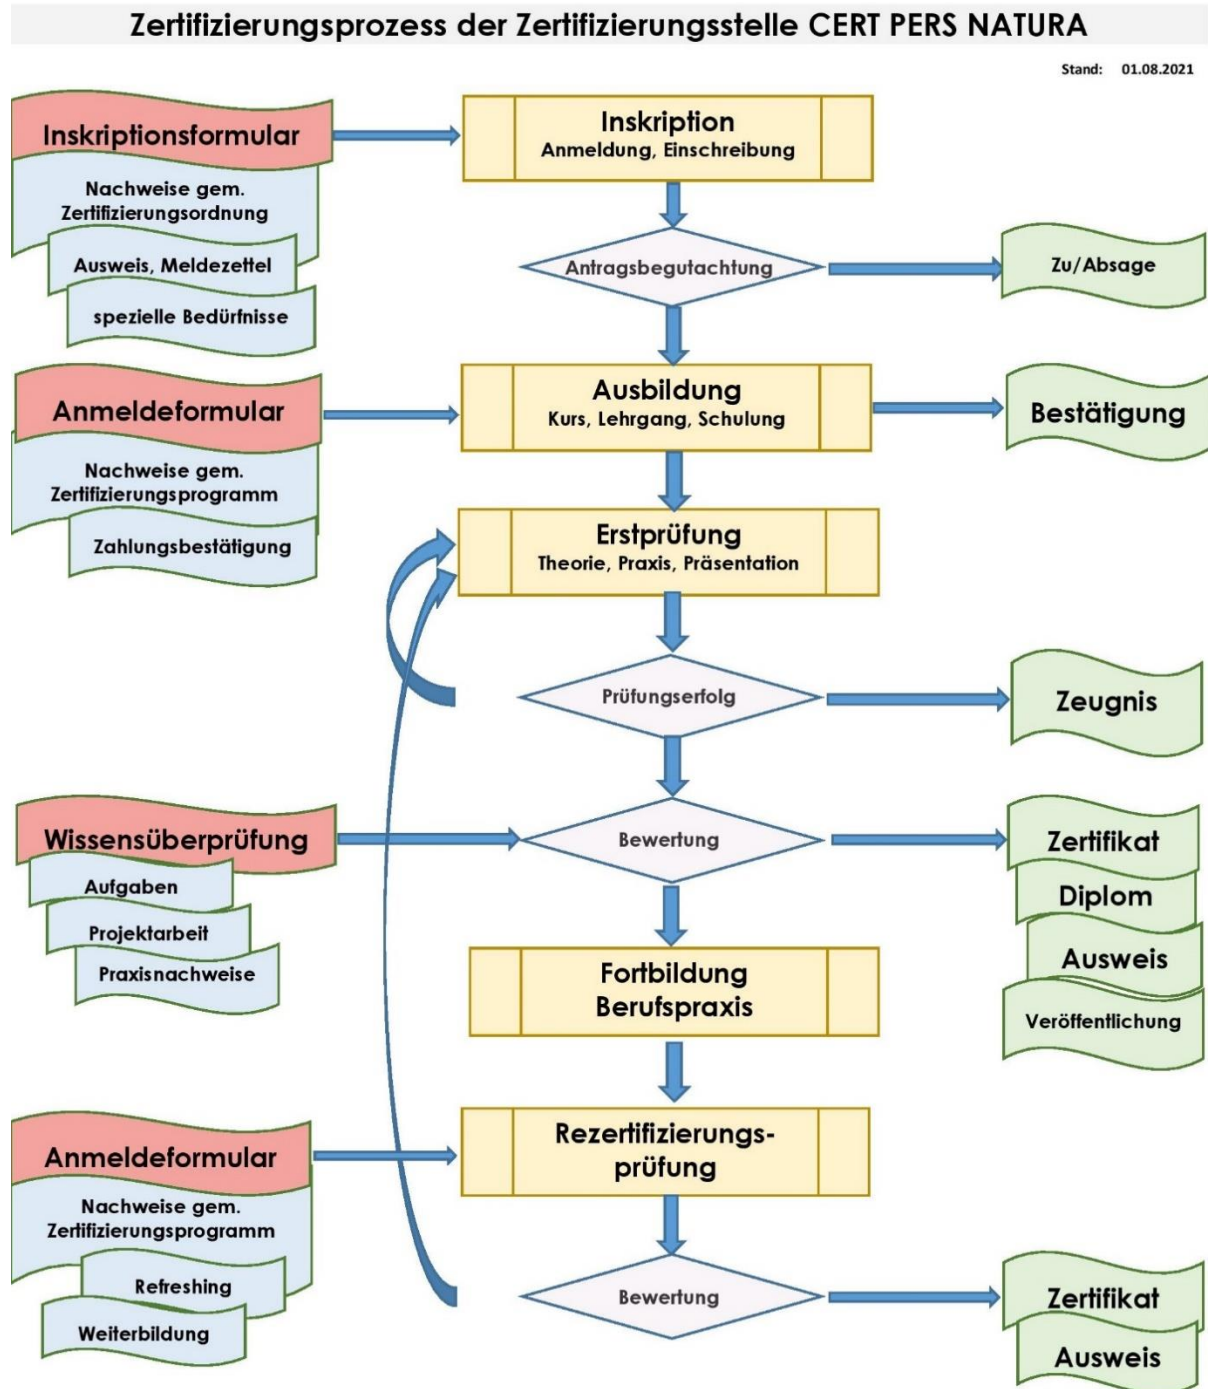 Zertifizierungsprozess der Zertifizierungsstelle CERT PERS NATURA
Stand: 01.08.2021
Inskriptionsformular
Nachweise gem.
Zertifizierungsordnung
Ausweis, Meldezettel
spezielle Bedürfnisse
Inskription
Anmeldung, Einschreibung
Antragsbegutachtung
Zu/Absage
Anmeldeformular
Nachweise gem.
Zertifizierungsprogramm
Zahlungsbestätigung
Ausbildung
Kurs, Lehrgang, Schulung
Bestätigung
Erstprüfung
Theorie, Praxis, Präsentation
Prüfungserfolg
Zeugnis
Wissensüberprüfung
Aufgaben
Projektarbeit
Praxisnachweise
Bewertung
Zertifikat
Diplom
Ausweis
Veröffentlichung
Fortbildung
Berufspraxis
Anmeldeformular
Nachweise gem.
Zertifizierungsprogramm
Refreshing
Weiterbildung
Rezertifizierungs-
prüfung
Bewertung
Zertifikat
Ausweis